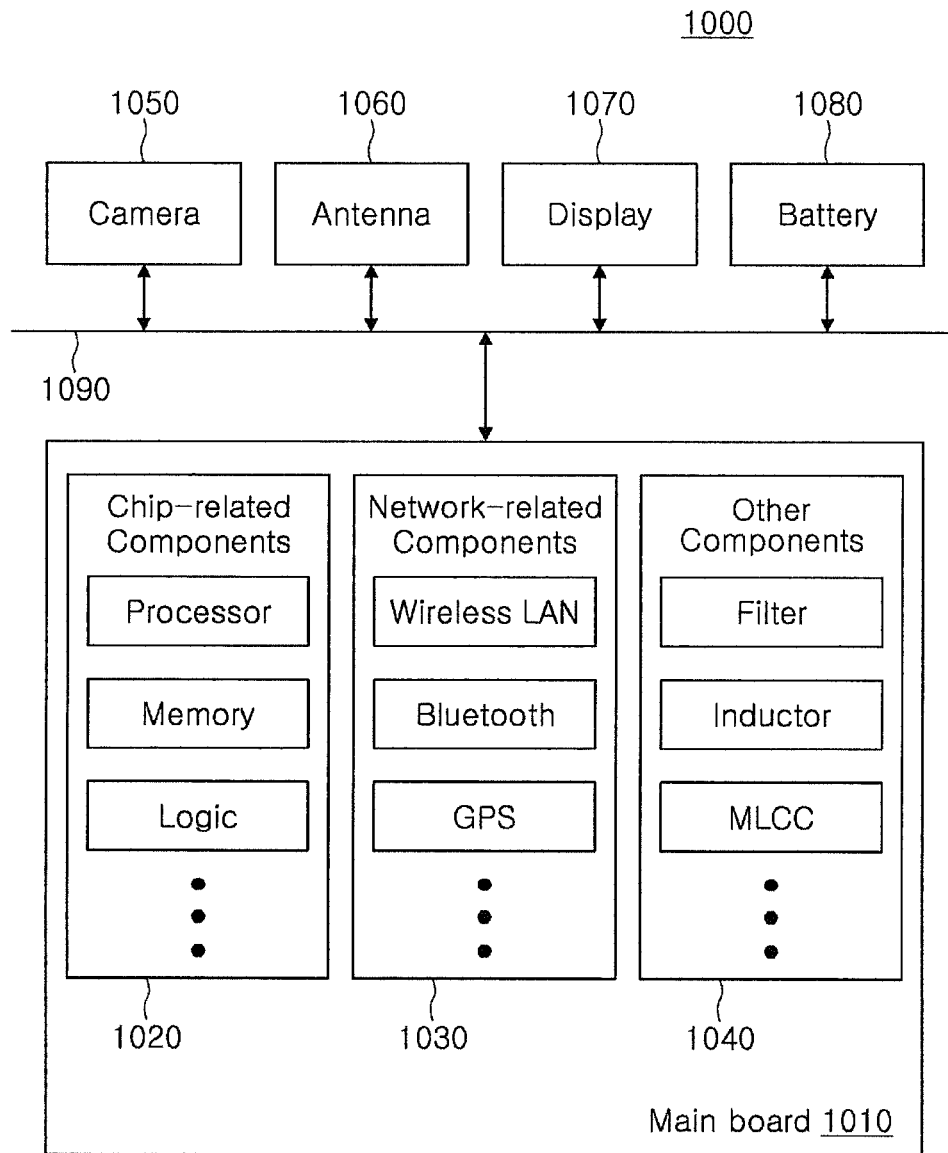 1000
1050
1060
1070
1080
Camera
Antenna
Display
Battery
1090
Chip-related
Components
Processor
Memory
Logic
1020
Network-related
Components
Wireless LAN
Bluetooth
GPS
1030
Other
Components
Filter
Inductor
MLCC
1040
Main board 1010